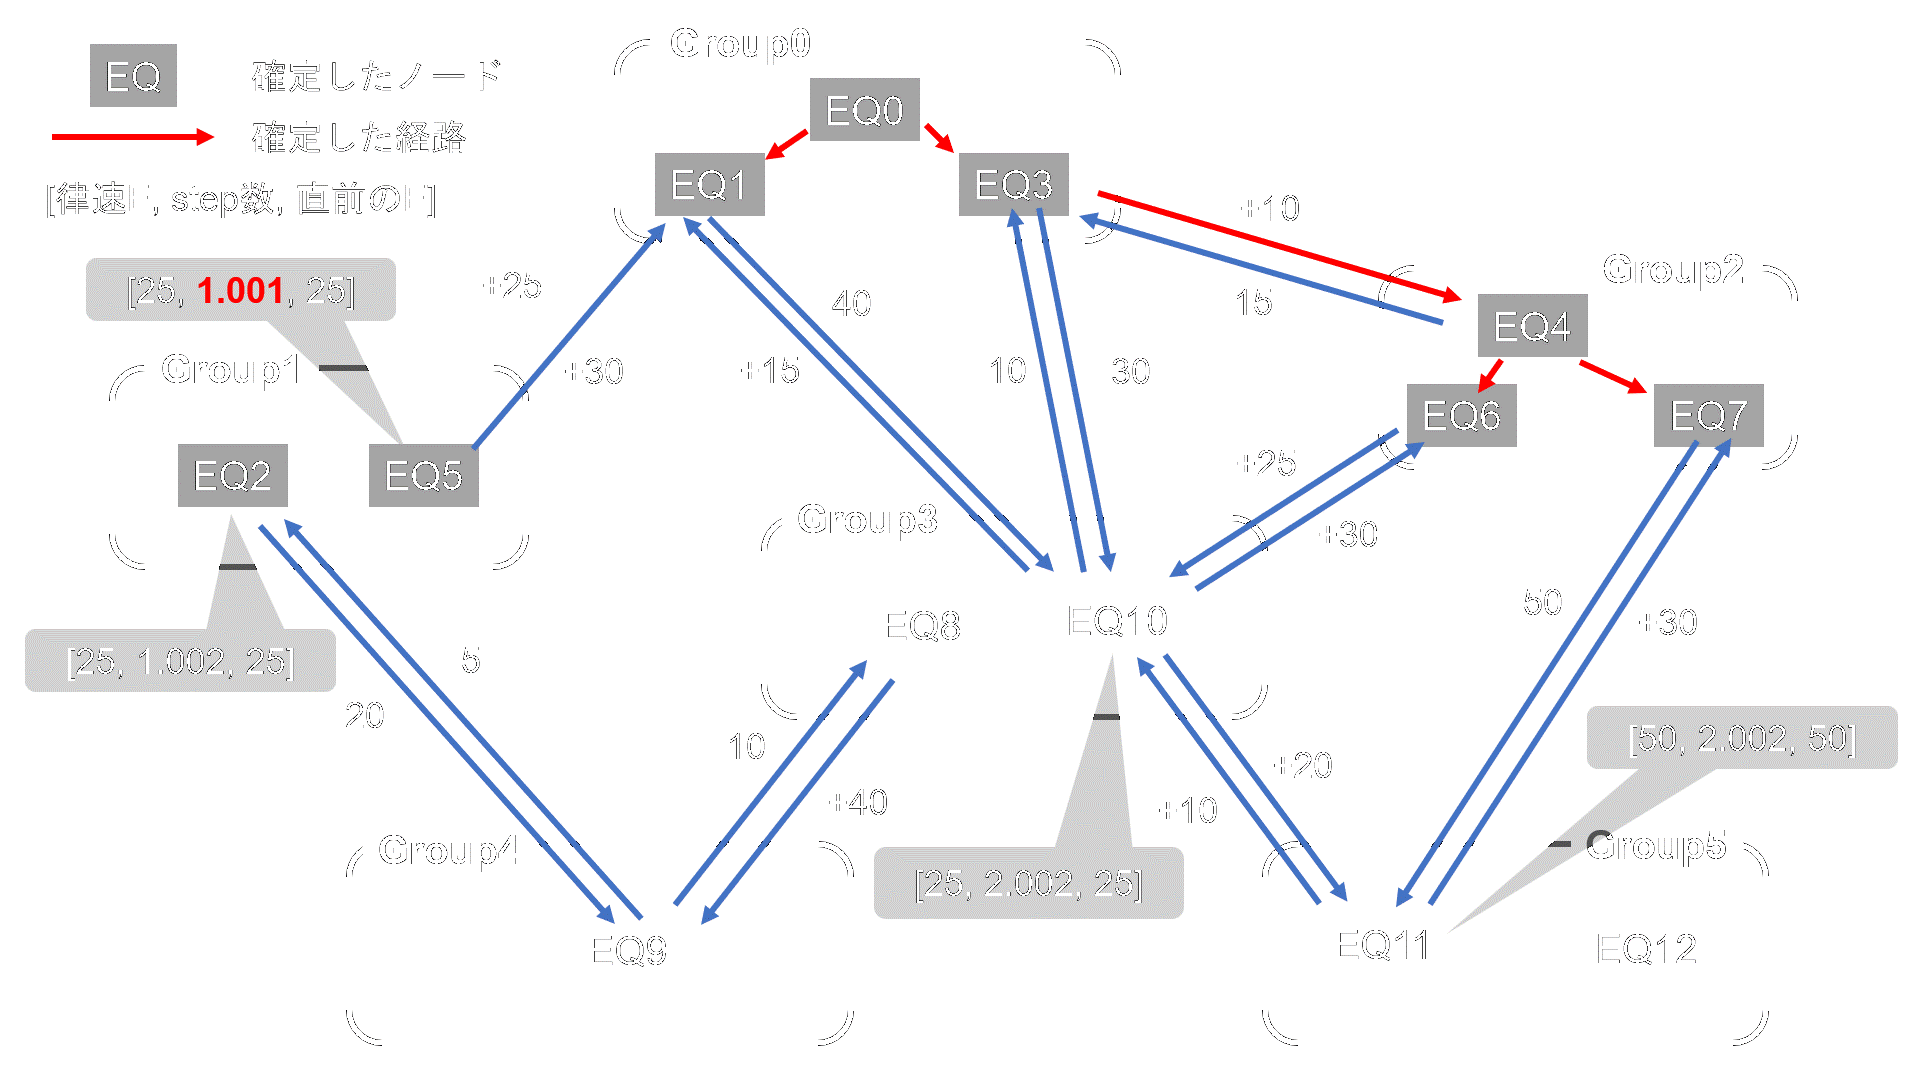 EQ 確定したノード
確定した経路
[律速E, step数, 直前のE]
Group0
EQ0
EQ1
EQ3
+10
15
Group2
EQ4
EQ6
EQ7
[25, 1.001, 25]
+25
+30
40
+15
10
30
Group1
EQ2
EQ5
+25
+30
Group3
EQ8
EQ10
50
+30
[25, 1.002, 25]
5
20
10
+40
+20
+10
[50, 2.002, 50]
Group4
EQ9
[25, 2.002, 25]
Group5
EQ11
EQ12